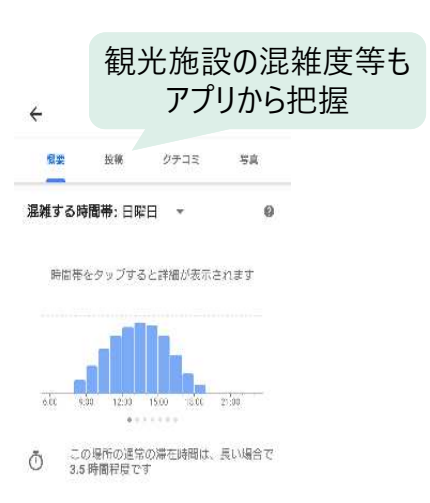 観光施設の混雑度等も
アプリから把握
←
概要 投稿 クチコミ 写真
混雑する時間帯: 日曜日
時間帯をタップすると詳細が表示されます
6:00 9:00 12:00 15:00 18:00 21:00
この場所の通常の滞在時間は、長い場合で
3.5 時間程度です